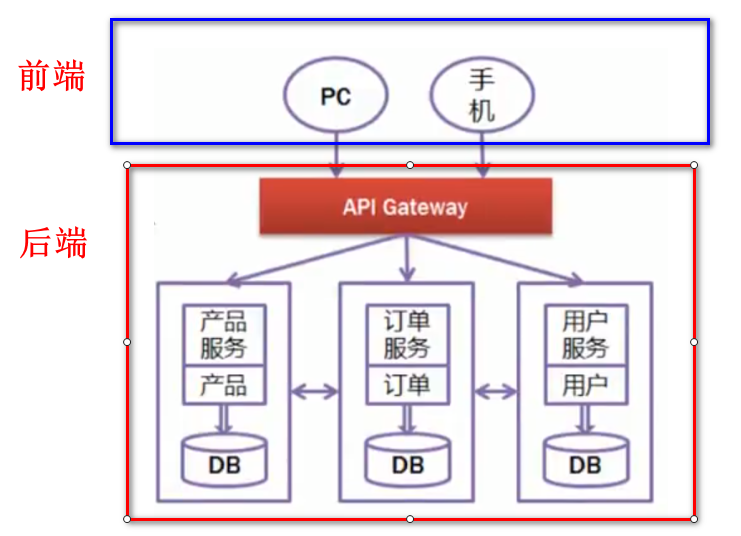 前端
PC
手
机
后端
API Gateway
产品
服务
产品
DB
订单
服务
订单
DB
用户
服务
用户
DB